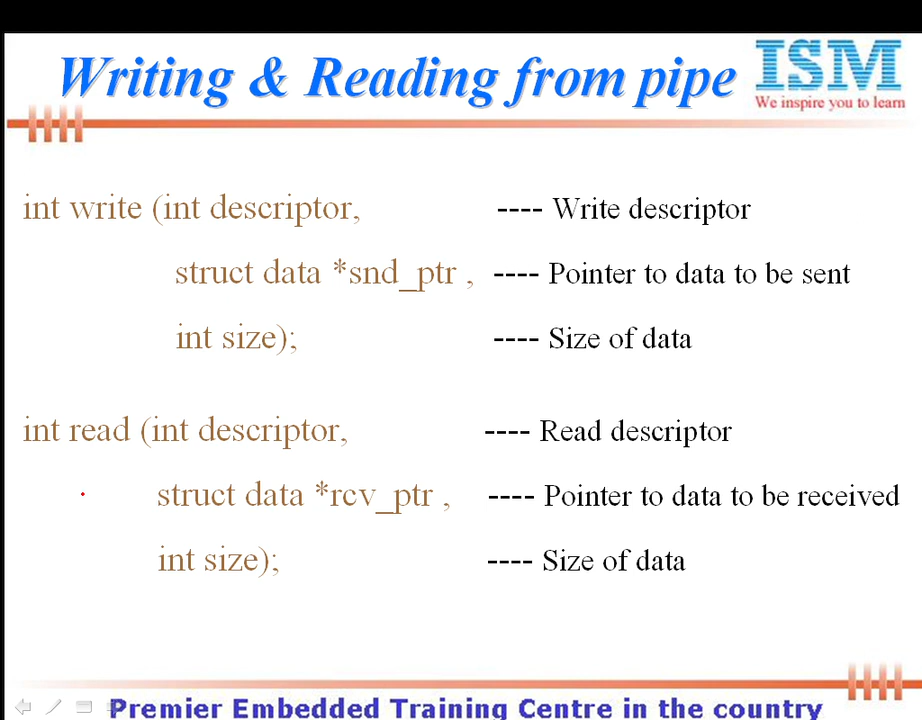 Writing & Reading from pipe
ISM
We inspire you to learn
int write (int descriptor, ---- Write descriptor
struct data *snd_ptr , ---- Pointer to data to be sent
int size); ---- Size of data
int read (int descriptor, ---- Read descriptor
struct data *rcv_ptr , ---- Pointer to data to be received
int size); ---- Size of data
Premier Embedded Training Centre in the country